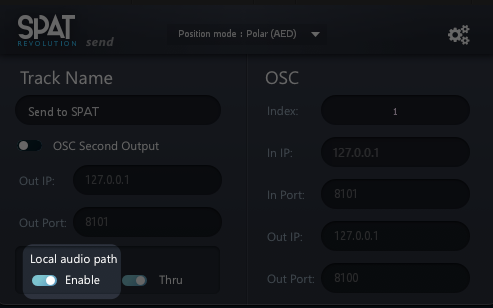 SPAT
REVOLUTION send
Position mode : Polar (AED)
Track Name
Send to SPAT
OSC Second Output
Out IP: 127.0.0.1
Out Port: 8101
Local audio path
Enable
Thru
OSC
Index: 1
In IP: 127.0.0.1
In Port: 8101
Out IP: 127.0.0.1
Out Port: 8100